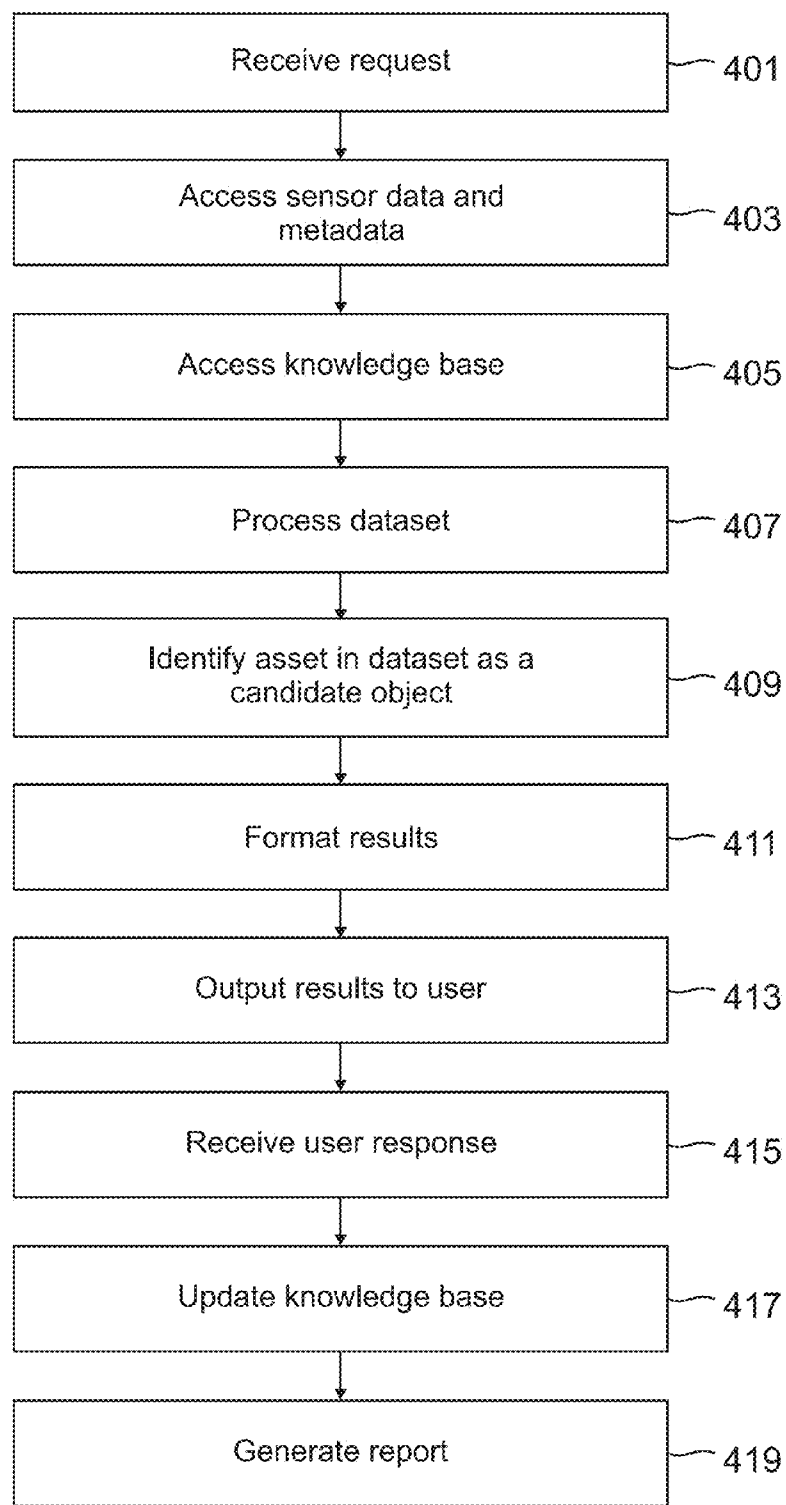 Receive request
401
Access sensor data and
metadata
403
Access knowledge base
405
Process dataset
407
Identify asset in dataset as a
candidate object
409
Format results
411
Output results to user
413
Receive user response
415
Update knowledge base
417
Generate report
419